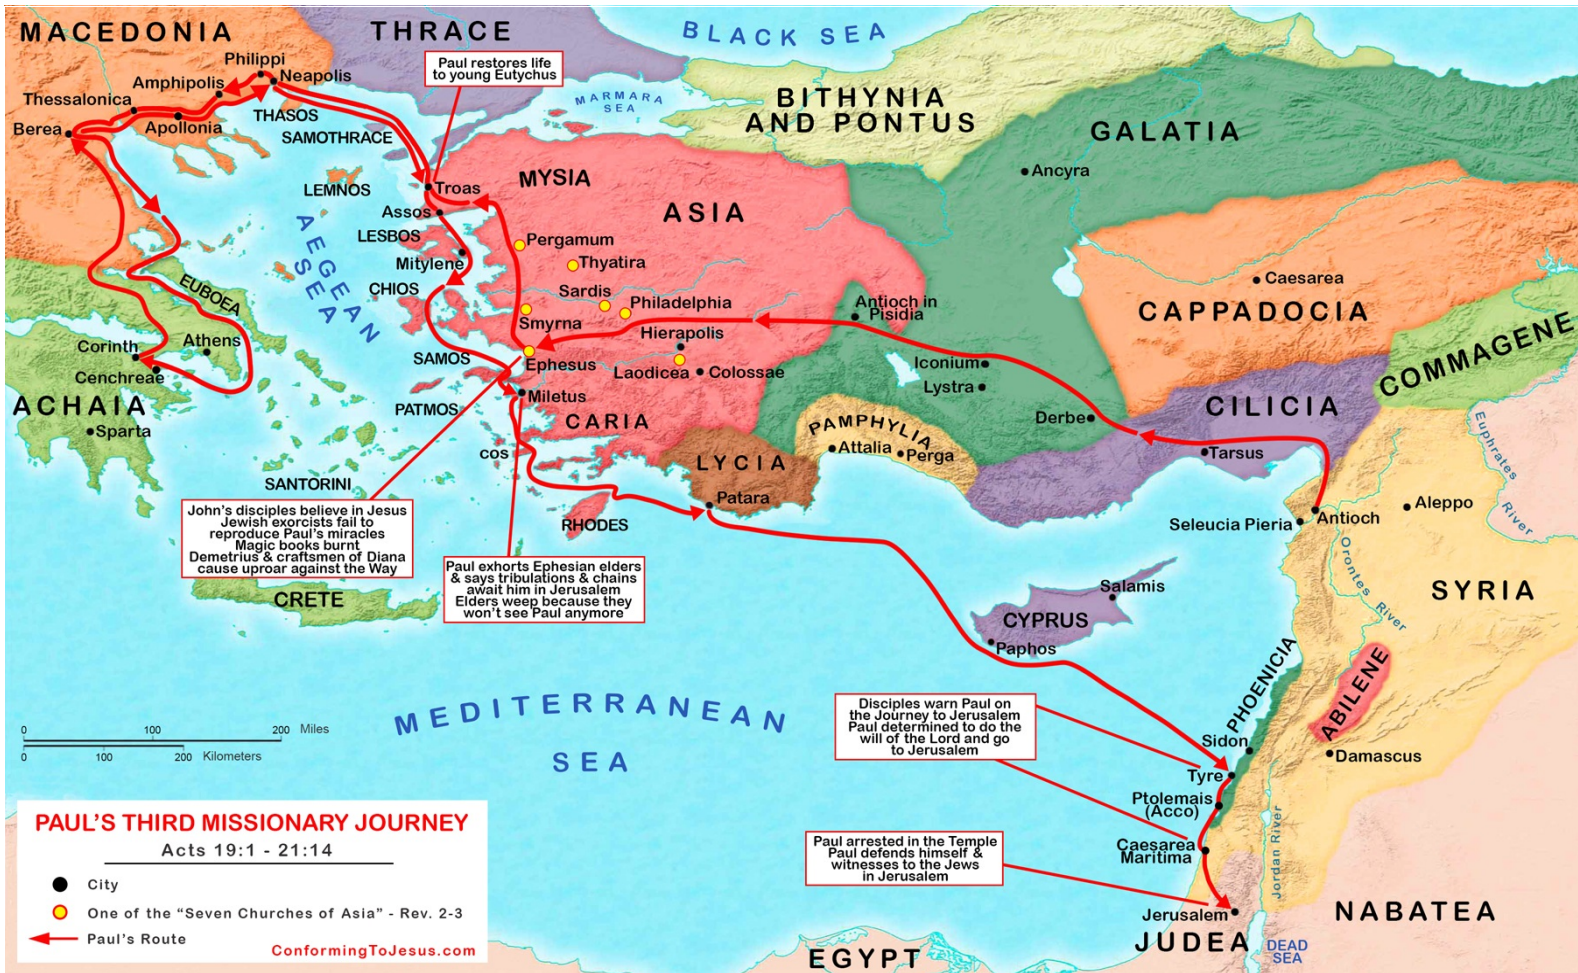 MACEDONIA
THRACE
BLACK SEA
Philippi
Neapolis
Amphipolis
Thessalonica
Berea
Apollonia
THASOS
SAMOTHRACE
Paul restores life
to young Eutychus
MARMARA
SEA
BITHYNIA
AND PONTUS
GALATIA
Ancyra
LEMNOS
Troas
MYSIA
ASIA
Assos
LESBOS
Mitylene
AEGEAN
SEA
Pergamum
Thyatira
Sardis
Philadelphia
Smyrna
Hierapolis
Ephesus
Laodicea
Colossae
Antioch in
Pisidia
Caesarea
CAPPADOCIA
COMMAGENE
CHIOS
EUBOEA
Athens
Corinth
Cenchreae
ACHAIA
Sparta
SAMOS
PATMOS
Miletus
CARIA
Iconium
Lystra
Derbe
CILICIA
Tarsus
PAMPHYLIA
Attalia
Perga
LYCIA
Patara
COS
SANTORINI
RHODES
CRETE
Euphrates
River
Aleppo
Antioch
Seleucia Pieria
Orontes River
SYRIA
John's disciples believe in Jesus
Jewish exorcists fail to
reproduce Paul's miracles
Magic books burnt
Demetrius & craftsmen of Diana
cause uproar against the Way
Paul exhorts Ephesian elders
& says tribulations & chains
await him in Jerusalem
Elders weep because they
won't see Paul anymore
Salamis
CYPRUS
Paphos
MEDITERRANEAN
SEA
PHOENICIA
ABILENE
Sidon
Damascus
Tyre
Ptolemais
(Acco)
Caesarea
Maritima
Jordan River
Jerusalem
JUDEA
DEAD
SEA
NABATEA
EGYPT
Disciples warn Paul on
the Journey to Jerusalem
Paul determined to do the
will of the Lord and go
to Jerusalem
Paul arrested in the Temple
Paul defends himself &
witnesses to the Jews
in Jerusalem
0 100 200 Miles
0 100 200 Kilometers
PAUL'S THIRD MISSIONARY JOURNEY
Acts 19:1 - 21:14
City
One of the “Seven Churches of Asia” - Rev. 2-3
Paul's Route
ConformingToJesus.com